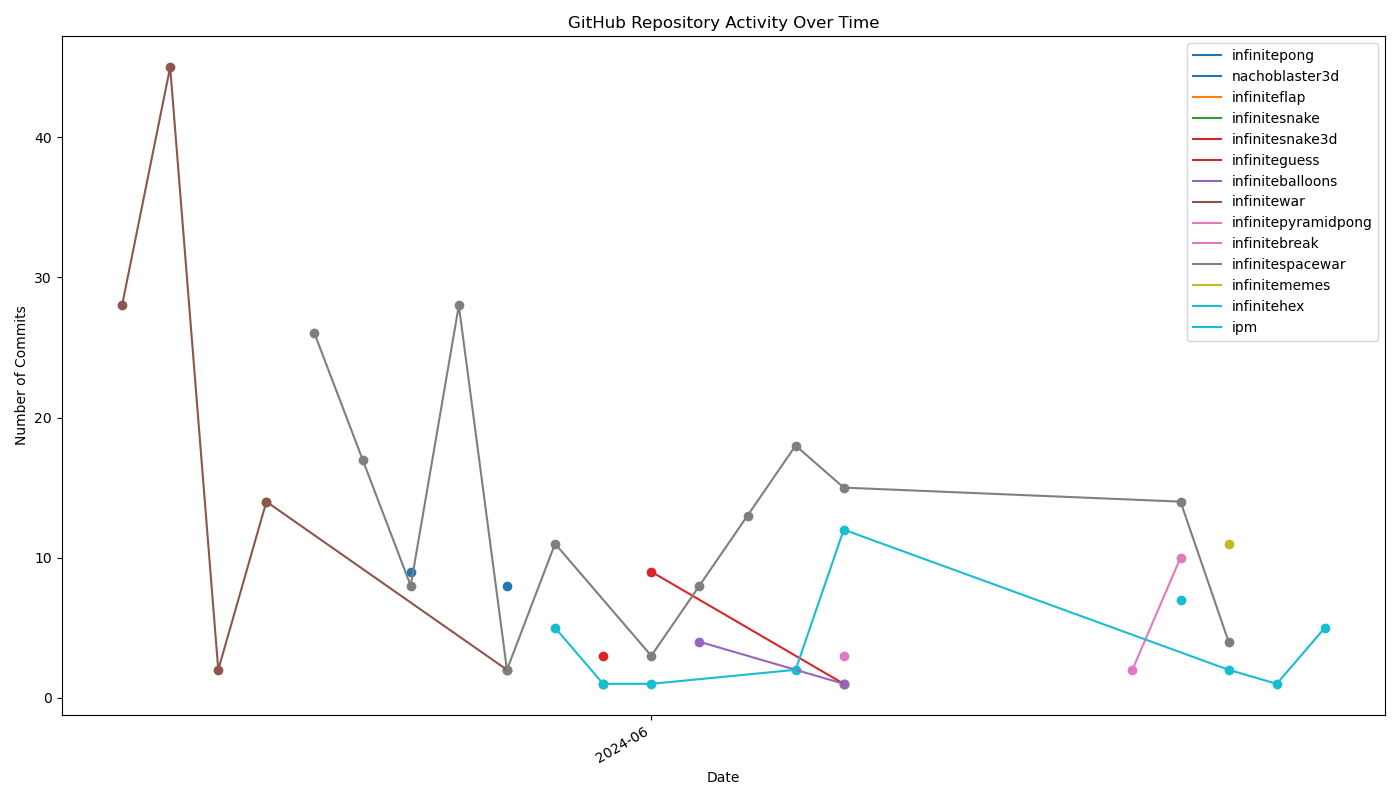 GitHub Repository Activity Over Time
infinitepong
nachoblaster3d
infiniteflap
infinitesnake
infinitesnake3d
infiniteguess
infiniteballoons
infinitewar
infinitepyramidpong
infinitebreak
infinitespacewar
infinitememes
infinitehex
ipm
Number of Commits
40
30
20
10
0
2024-06
Date